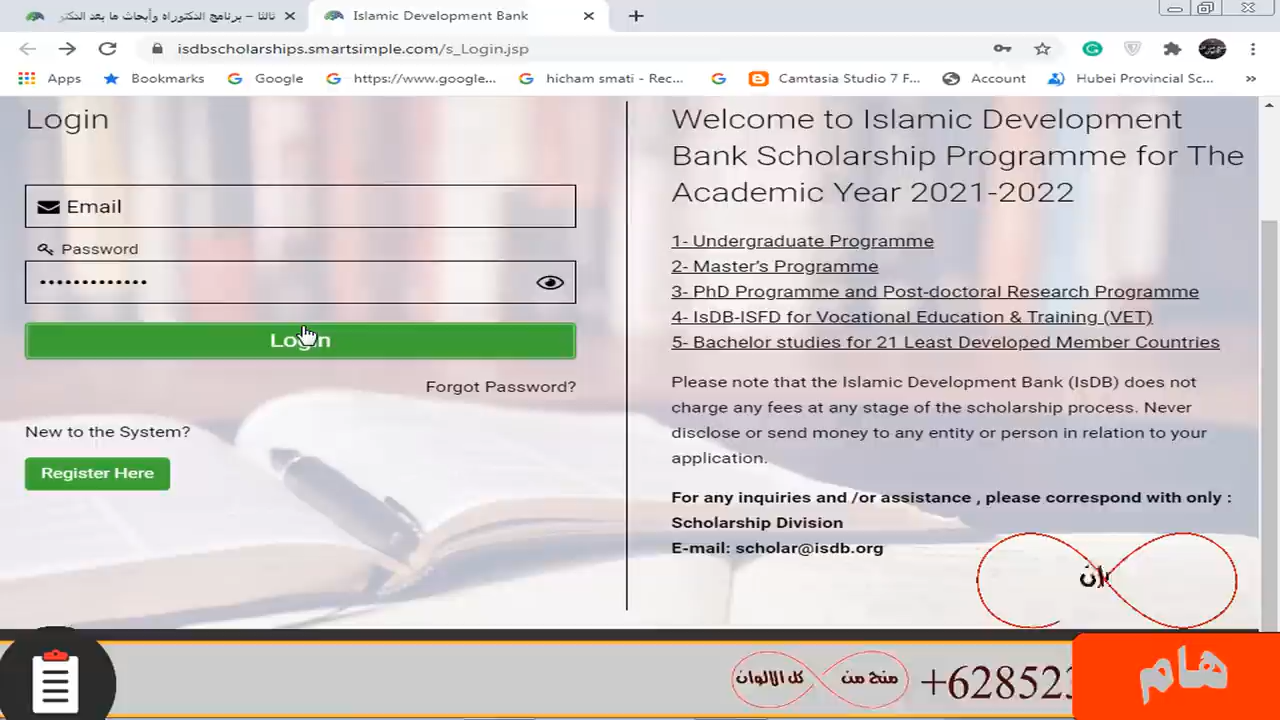 ثالثا – برنامج الدكتوراه وأبحاث ما بعد الدكتر
Islamic Development Bank
isdbscholarships.smartsimple.com/s_Login.jsp
Apps
Bookmarks
Google
https://www.google...
hicham smati - Rec...
Camtasia Studio 7 F...
Account
Hubei Provincial Sc...
»
Login
Email
Password
•••••••••••••
Login
Forgot Password?
New to the System?
Register Here
Welcome to Islamic Development
Bank Scholarship Programme for The
Academic Year 2021-2022
1- Undergraduate Programme
2- Master's Programme
3- PhD Programme and Post-doctoral Research Programme
4- IsDB-ISFD for Vocational Education & Training (VET)
5- Bachelor studies for 21 Least Developed Member Countries
Please note that the Islamic Development Bank (IsDB) does not
charge any fees at any stage of the scholarship process. Never
disclose or send money to any entity or person in relation to your
application.
For any inquiries and /or assistance , please correspond with only :
Scholarship Division
E-mail: scholar@isdb.org
كل الالوان
منح من
+628523
هام